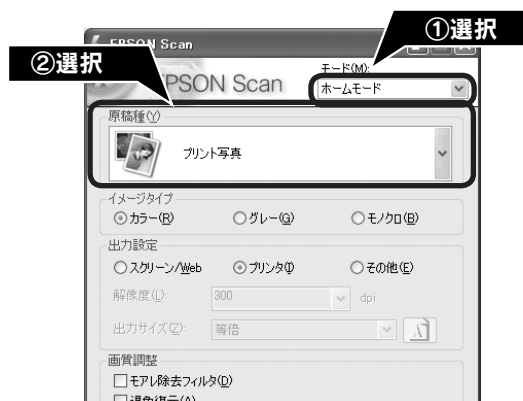 ①選択
EPSON Scan
②選択
モード(M):
EPSON Scan
ホームモード
原稿種(Y)
プリント写真
イメージタイプ
カラー(R) グレー(G) モノクロ(B)
出力設定
スクリーン/Web プリンタ(I) その他(E)
解像度(L): 300 dpi
出力サイズ(Z): 等倍
画質調整
モアレ除去フィルタ(D)
退色復元(A)